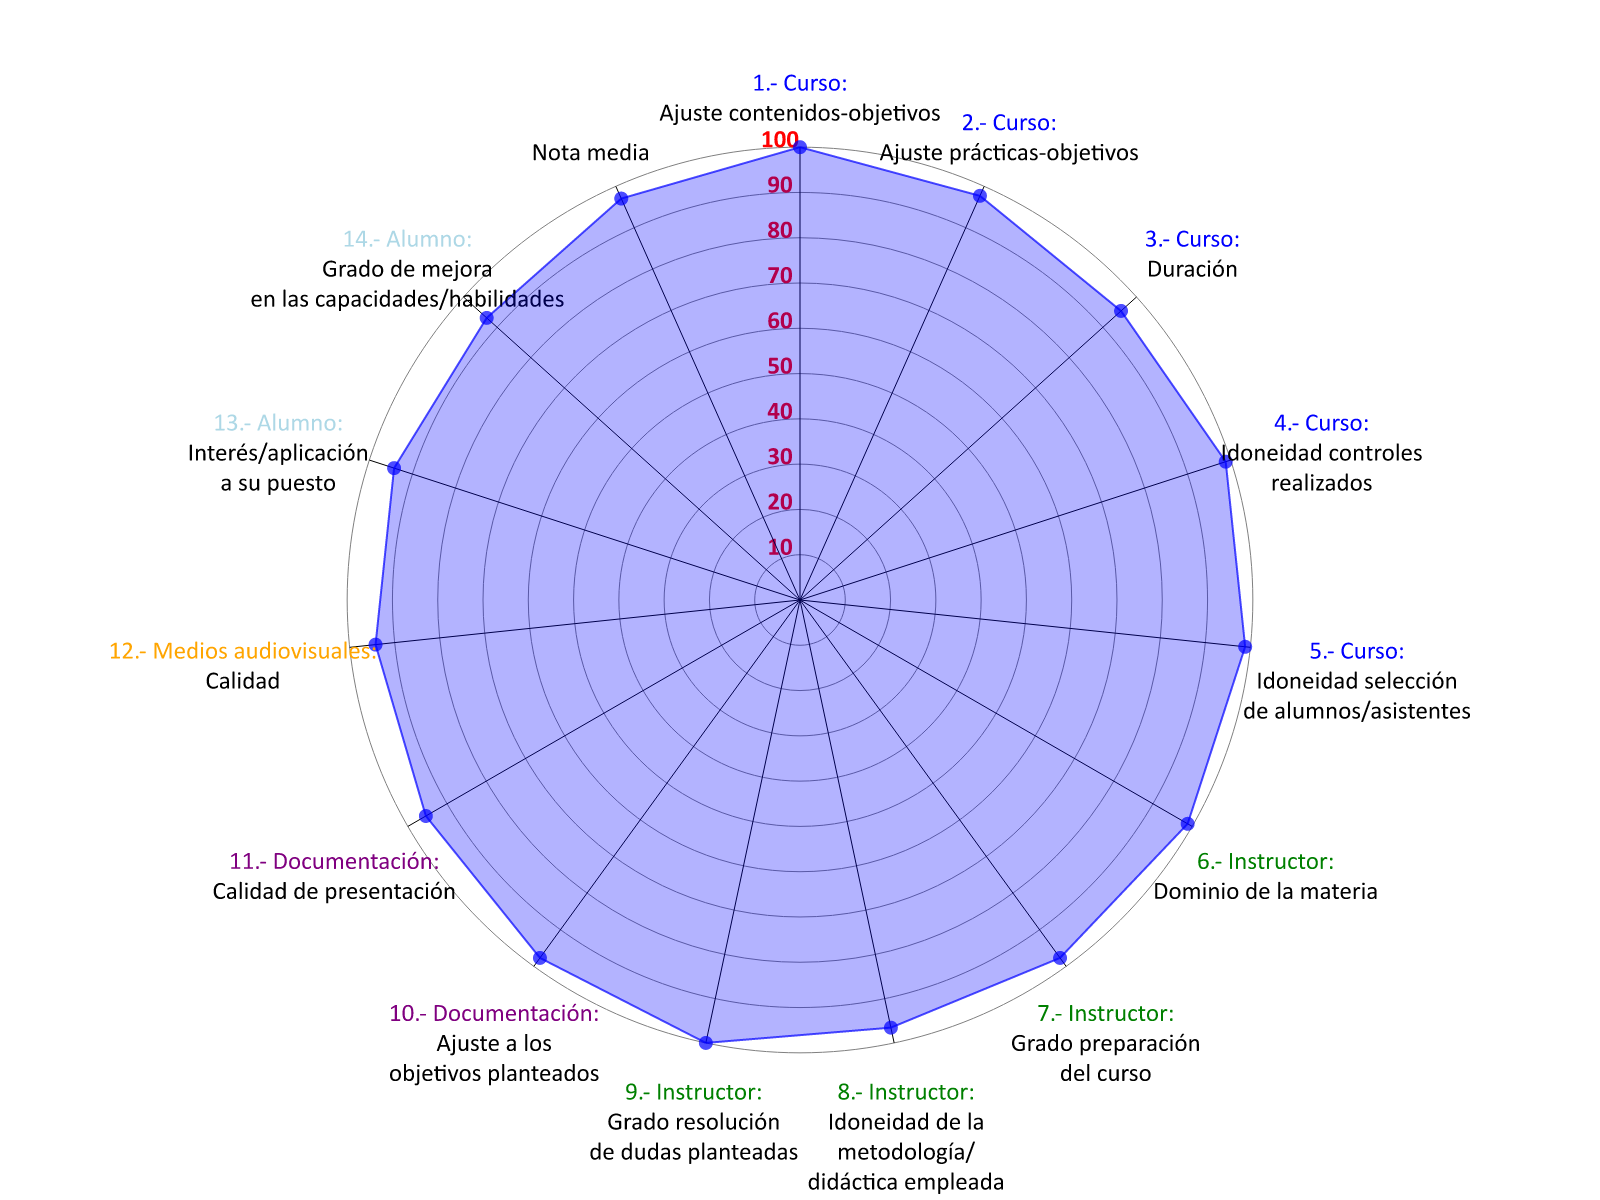 1.- Curso:
Ajuste contenidos-objetivos
2.- Curso:
Ajuste prácticas-objetivos
3.- Curso:
Duración
4.- Curso:
Idoneidad controles
realizados
5.- Curso:
Idoneidad selección
de alumnos/asistentes
6.- Instructor:
Dominio de la materia
7.- Instructor:
Grado preparación
del curso
8.- Instructor:
Idoneidad de la
metodología/
didáctica empleada
9.- Instructor:
Grado resolución
de dudas planteadas
10.- Documentación:
Ajuste a los
objetivos planteados
11.- Documentación:
Calidad de presentación
12.- Medios audiovisuales:
Calidad
13.- Alumno:
Interés/aplicación
a su puesto
14.- Alumno:
Grado de mejora
en las capacidades/habilidades
Nota media
100
90
80
70
60
50
40
30
20
10